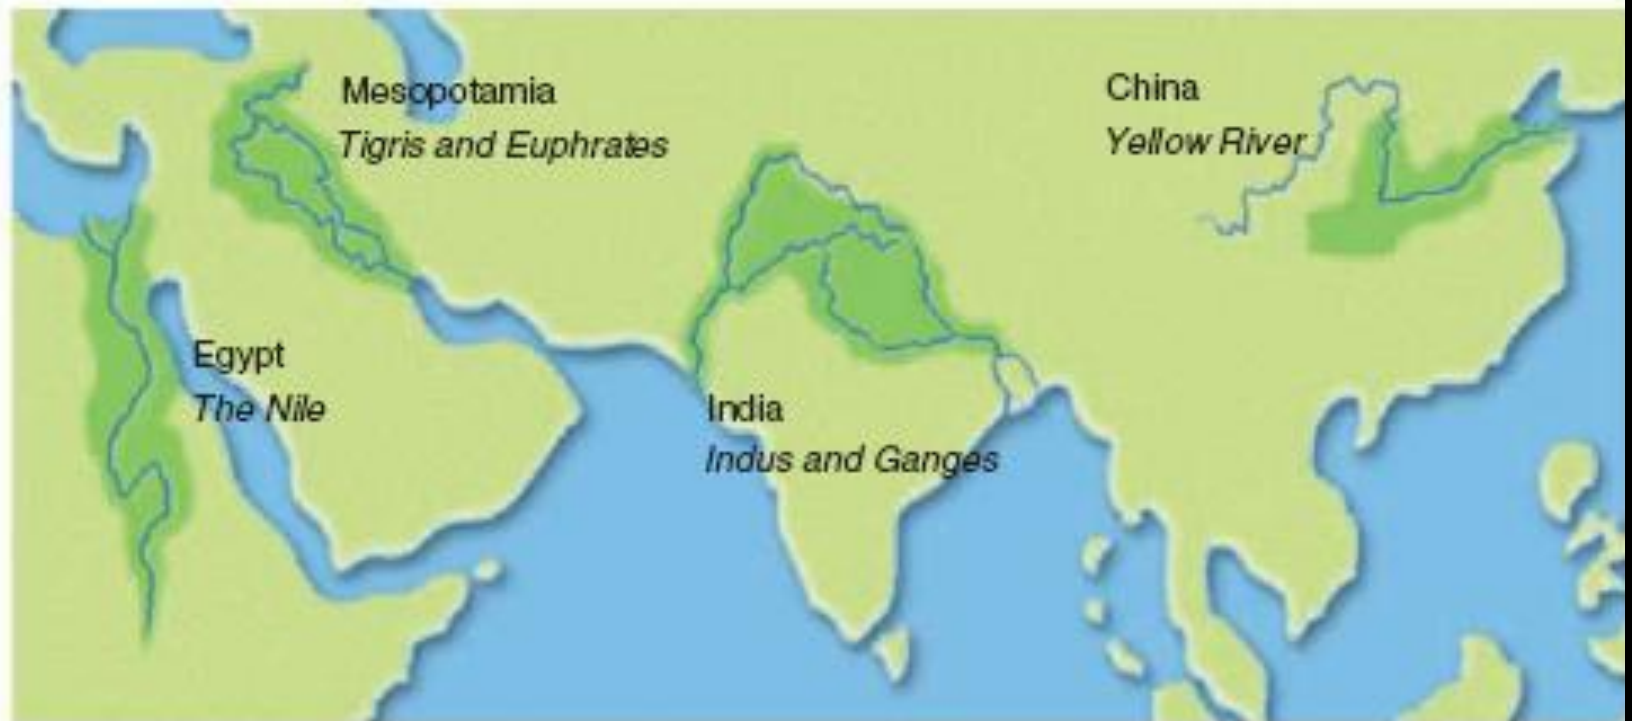 Mesopotamia
Tigris and Euphrates
China
Yellow River
Egypt
The Nile
India
Indus and Ganges